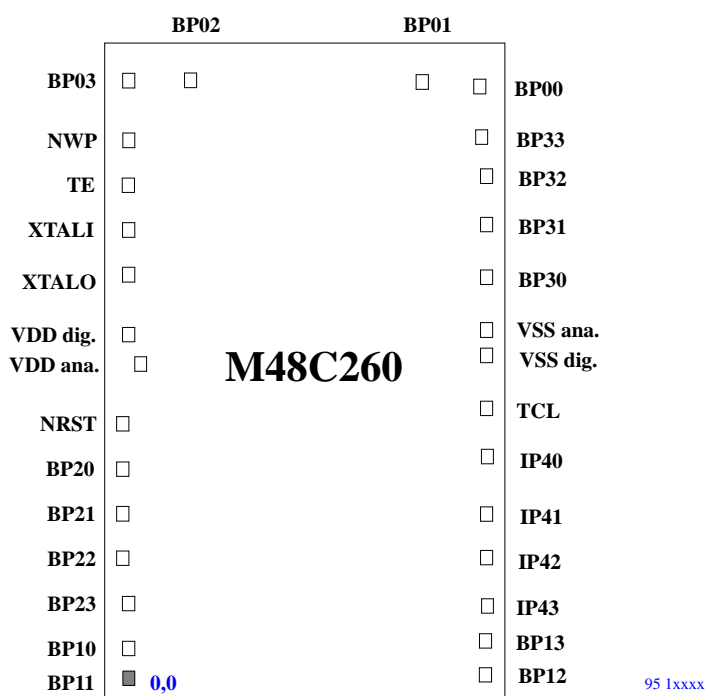 BP02 BP01
BP03 BP00
NWP BP33
TE BP32
XTALI BP31
XTALO BP30
VDD dig. VSS ana.
VDD ana. M48C260 VSS dig.
NRST TCL
BP20 IP40
BP21 IP41
BP22 IP42
BP23 IP43
BP10 BP13
BP11 0,0 BP12
95 1xxxx